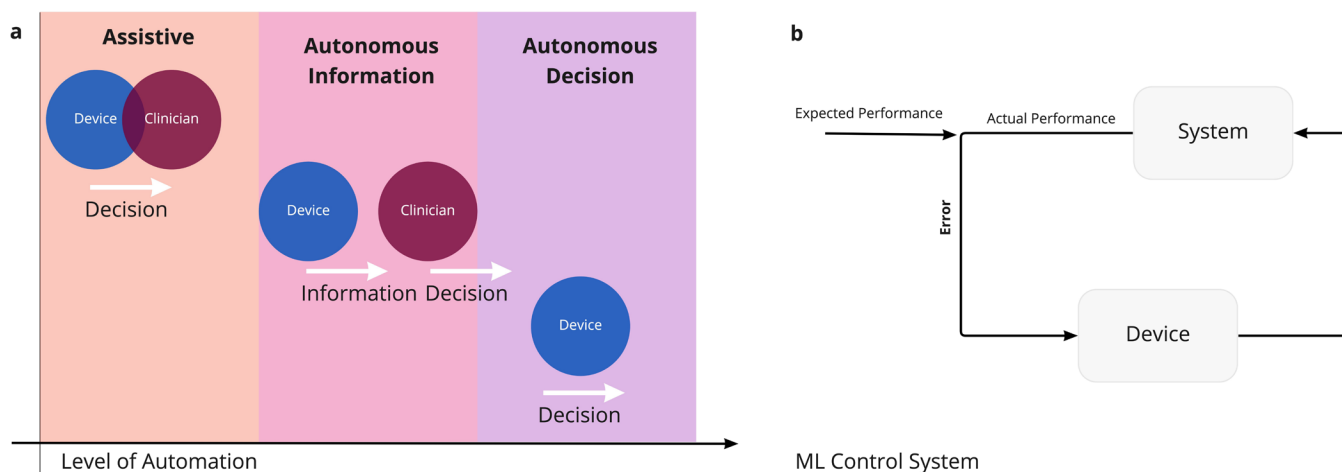 a
Assistive
Device
Clinician
Decision
Autonomous
Information
Device
Clinician
Information
Decision
Autonomous
Decision
Device
Decision
Level of Automation
b
Expected Performance
Actual Performance
System
Error
Device
ML Control System